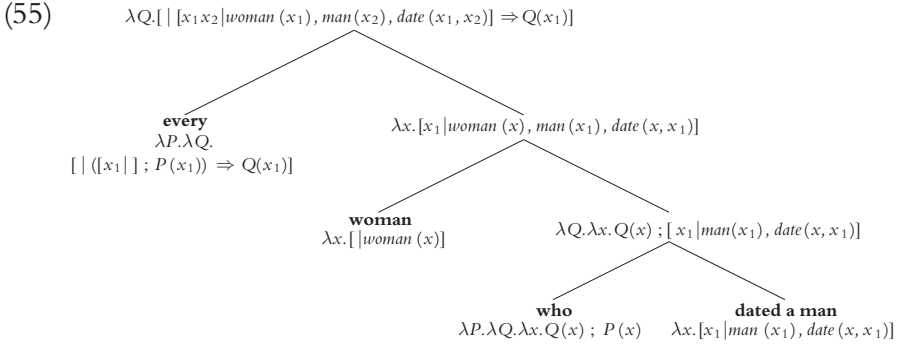 (55)
λQ.[ | [x₁x₂|woman (x₁), man(x₂), date (x₁, x₂)] ⇒ Q(x₁)]
every
λP.λQ.
[ | ([x₁| ] ; P(x₁)) ⇒ Q(x₁)]
λx.[x₁|woman (x), man(x₁), date(x, x₁)]
woman
λx.[ |woman (x)]
λQ.λx.Q(x) ; [ x₁|man(x₁), date(x, x₁)]
who
λP.λQ.λx.Q(x) ; P(x)
dated a man
λx.[x₁|man (x₁), date(x, x₁)]